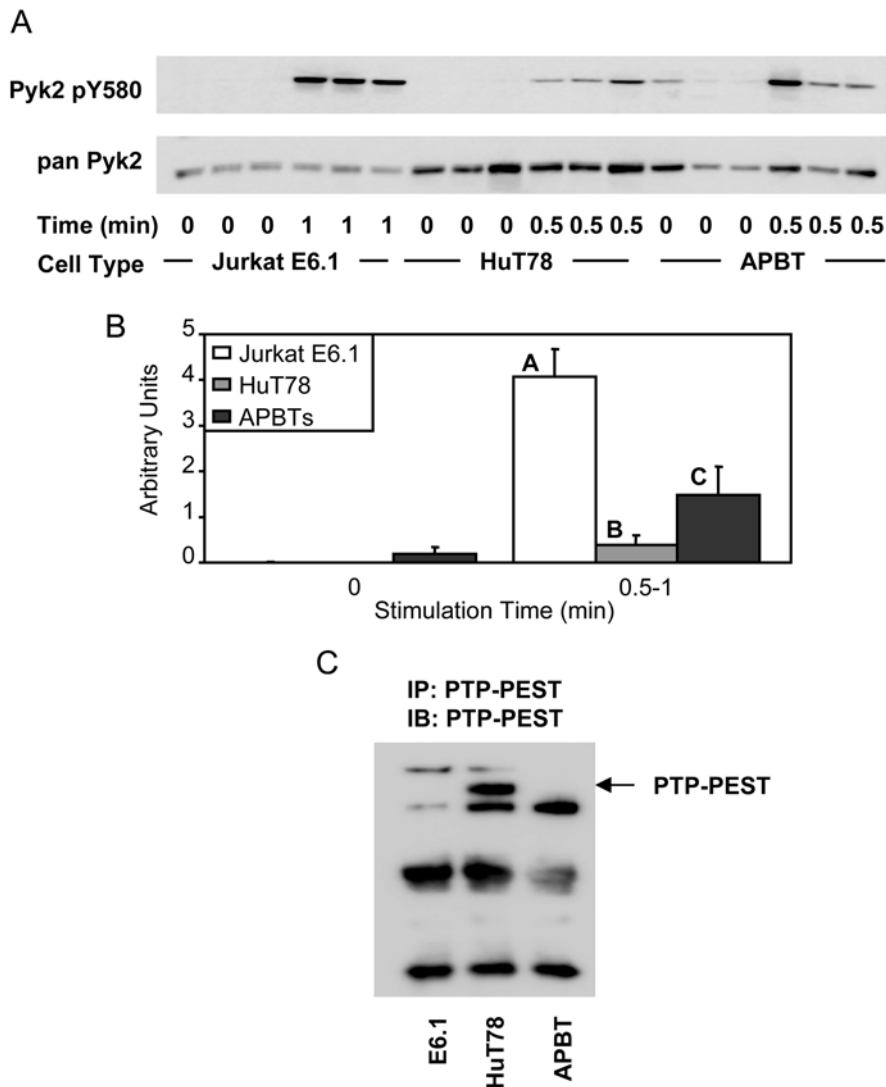 A
Pyk2 pY580
pan Pyk2
Time (min) 0 0 0 1 1 1 0 0 0 0.5 0.5 0.5 0 0 0 0.5 0.5 0.5
Cell Type Jurkat E6.1 HuT78 APBT
B
Arbitrary Units
5
4
3
2
1
0
Jurkat E6.1
HuT78
APBTs
A
B
C
0 0.5-1
Stimulation Time (min)
C
IP: PTP-PEST
IB: PTP-PEST
PTP-PEST
E6.1
HuT78
APBT